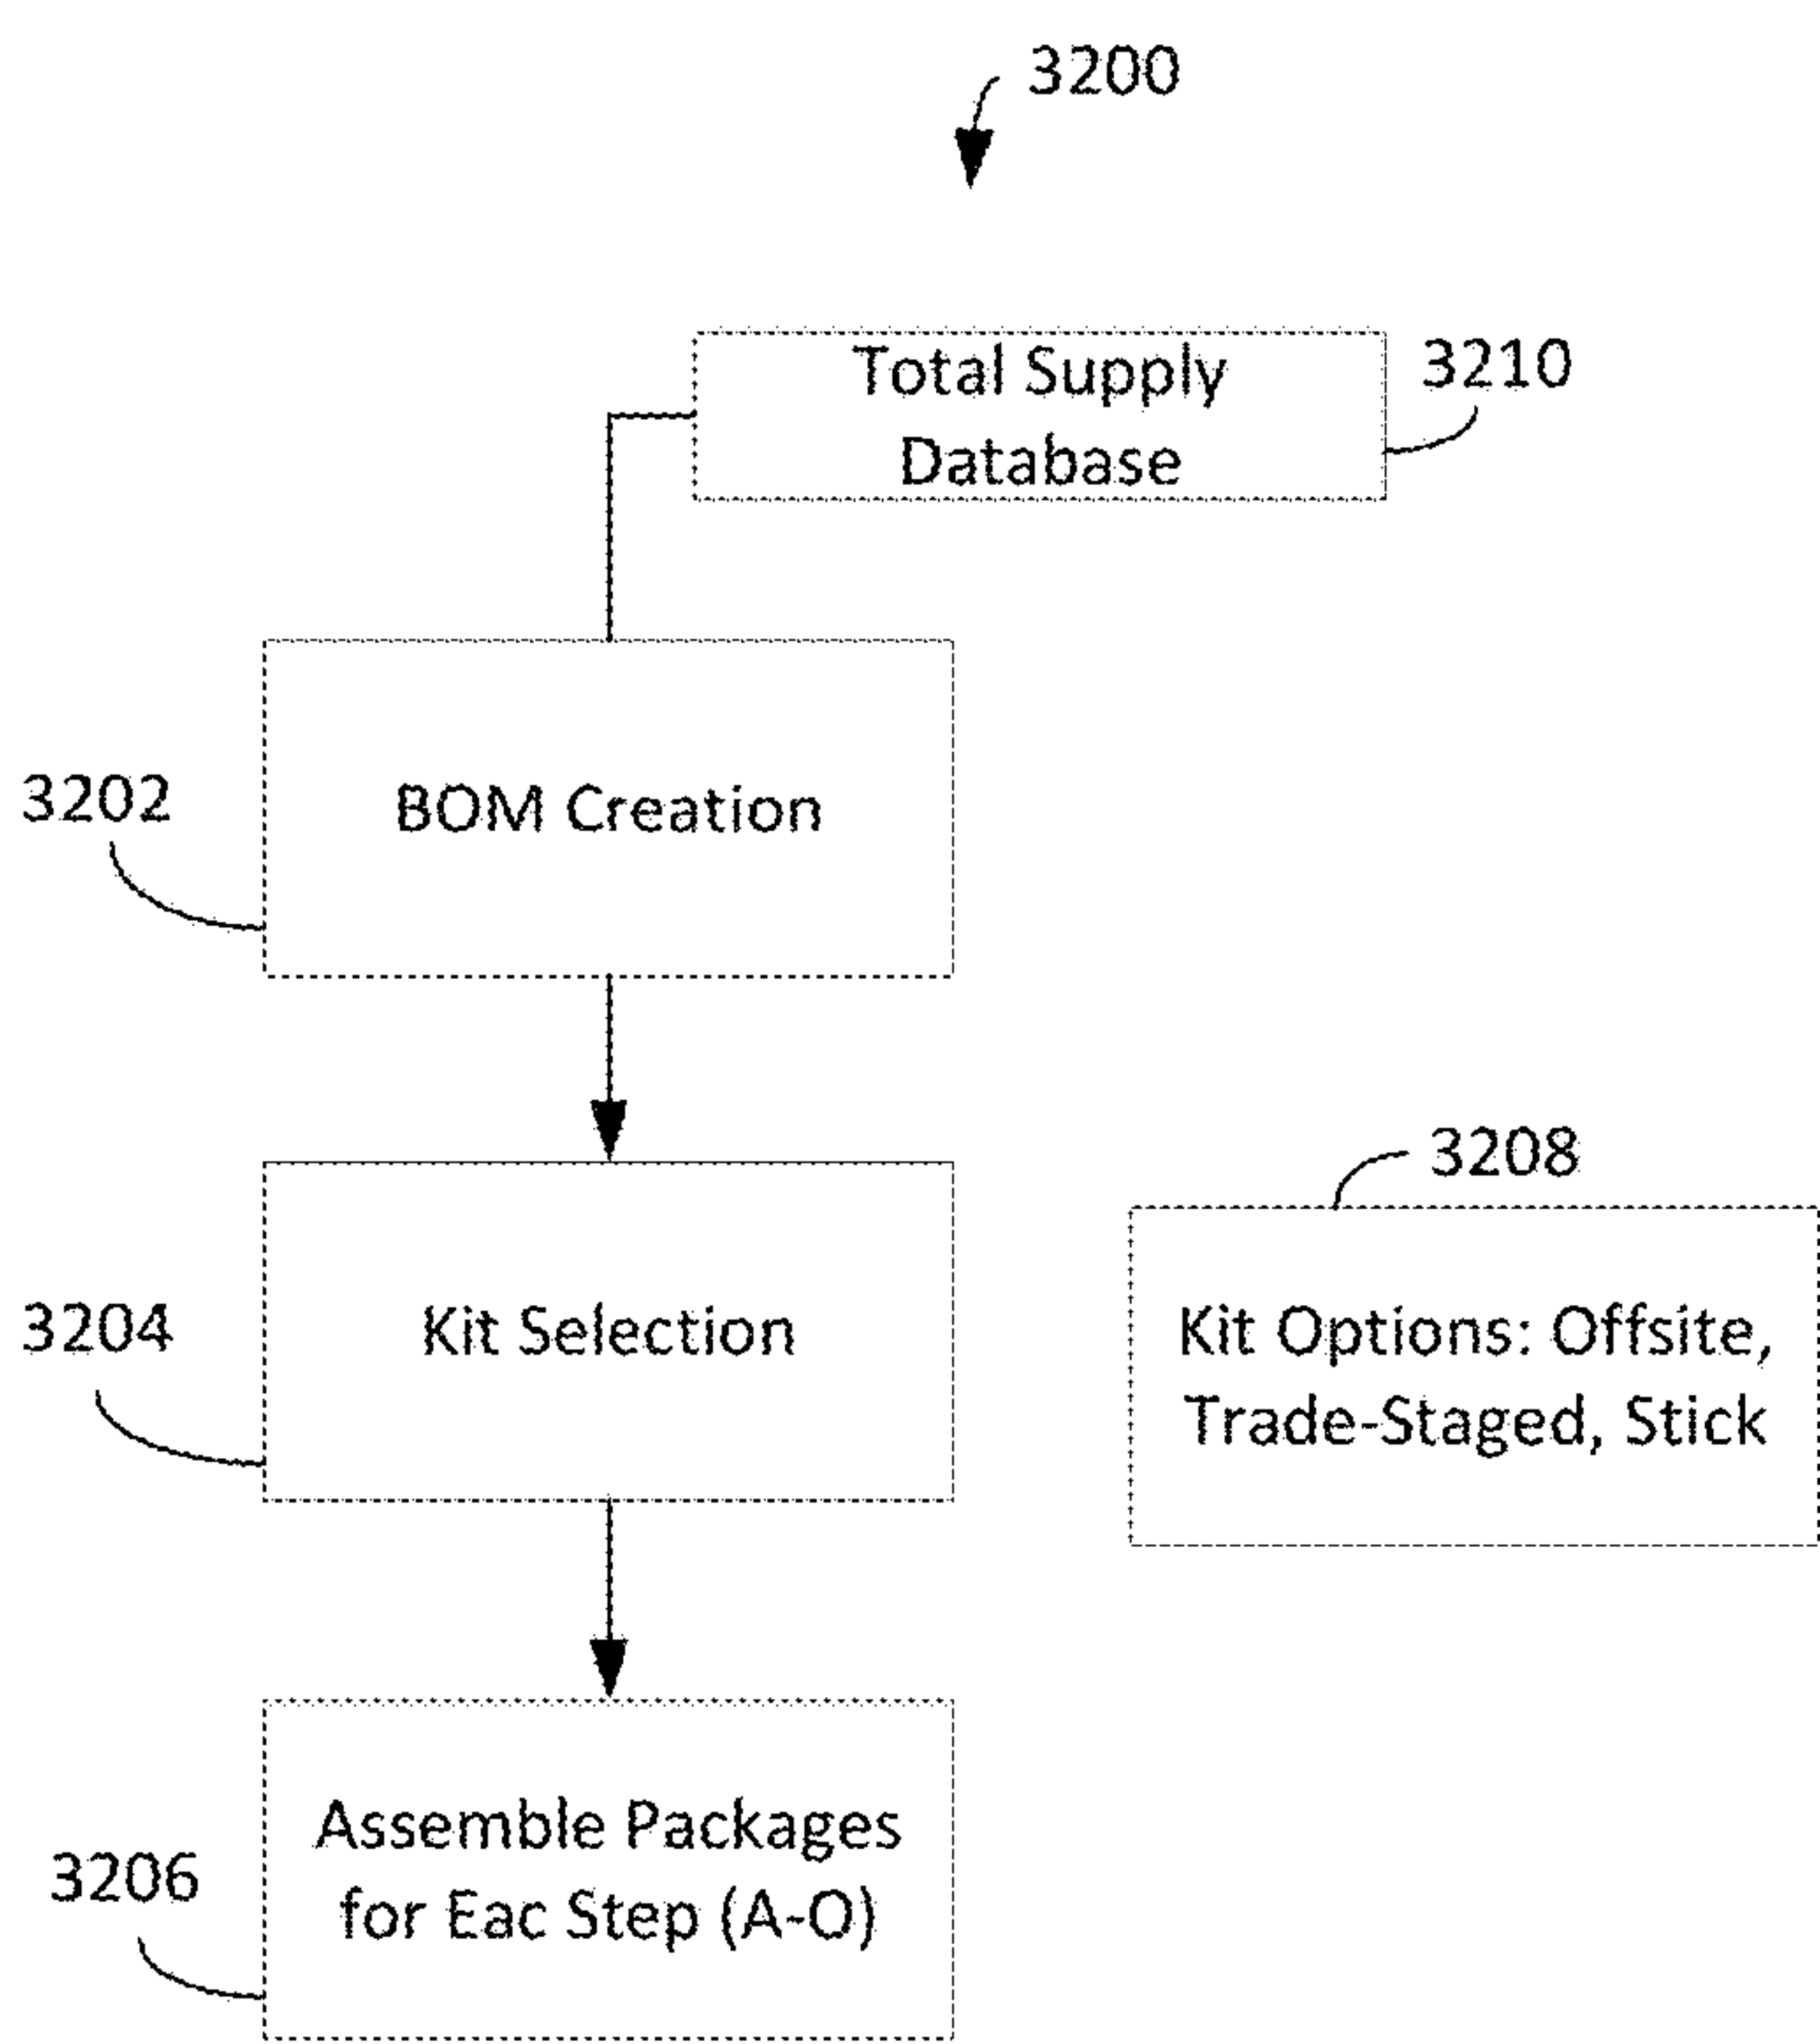 3200
Total Supply
Database
3210
3202
BOM Creation
3208
3204
Kit Selection
Kit Options: Offsite,
Trade-Staged, Stick
3206
Assemble Packages
for Eac Step (A-O)